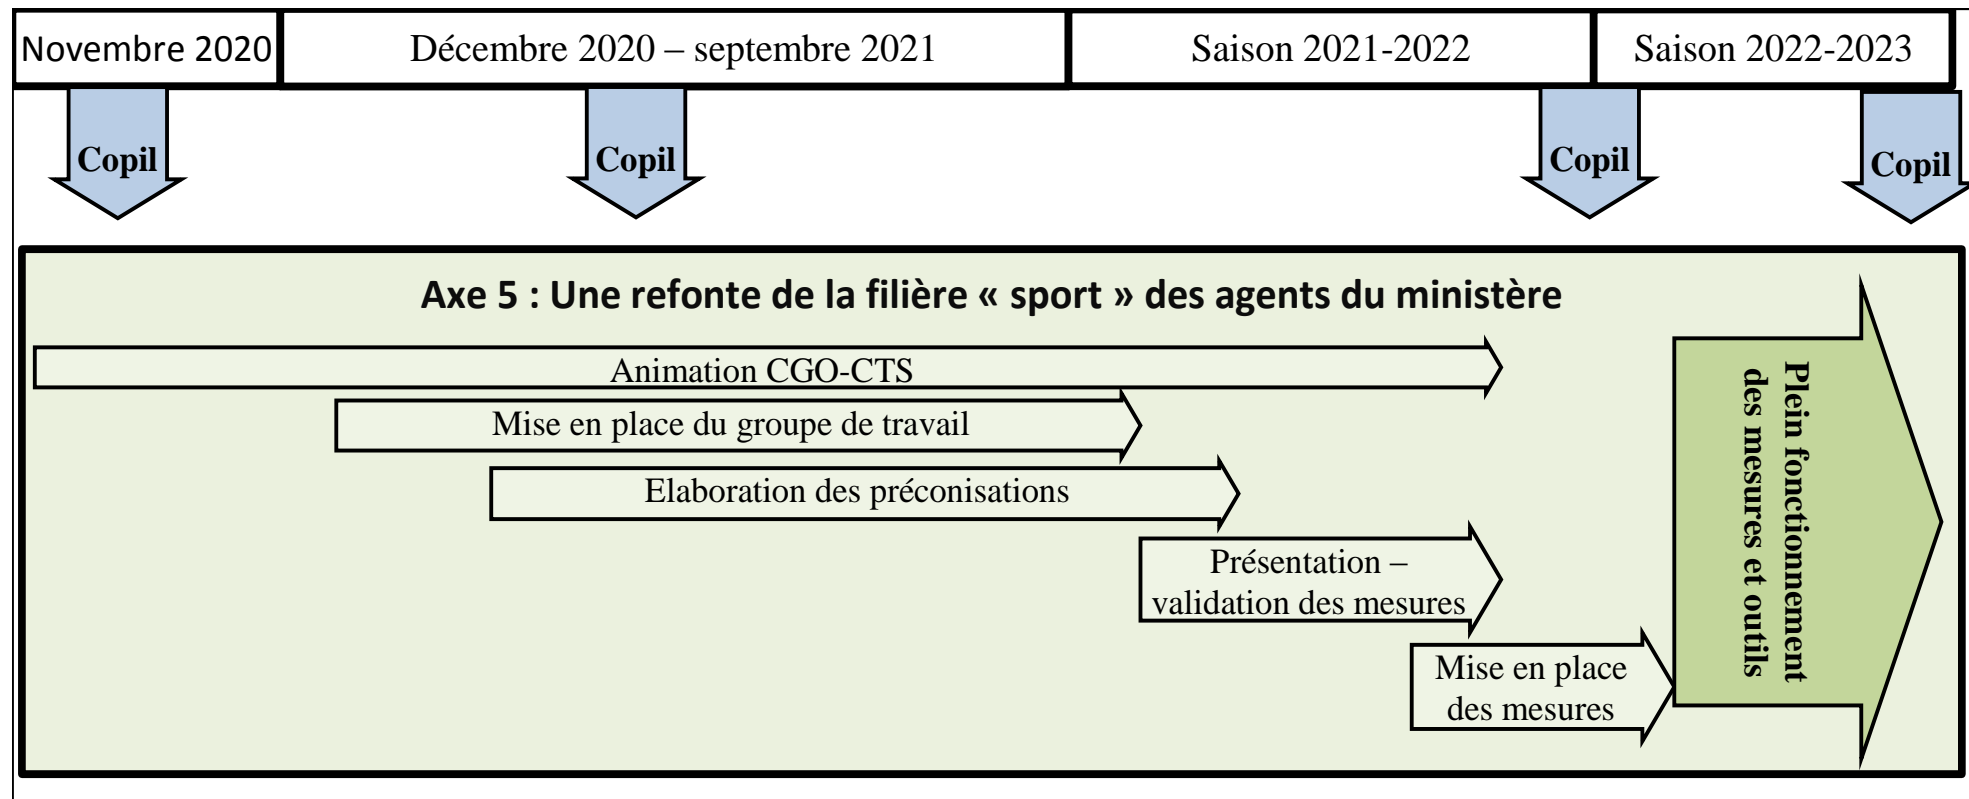 Novembre 2020
Décembre 2020 – septembre 2021
Saison 2021-2022
Saison 2022-2023
Copil
Copil
Copil
Copil
Axe 5 : Une refonte de la filière « sport » des agents du ministère
Animation CGO-CTS
Mise en place du groupe de travail
Elaboration des préconisations
Présentation –
validation des mesures
Mise en place
des mesures
Plein fonctionnement
des mesures et outils